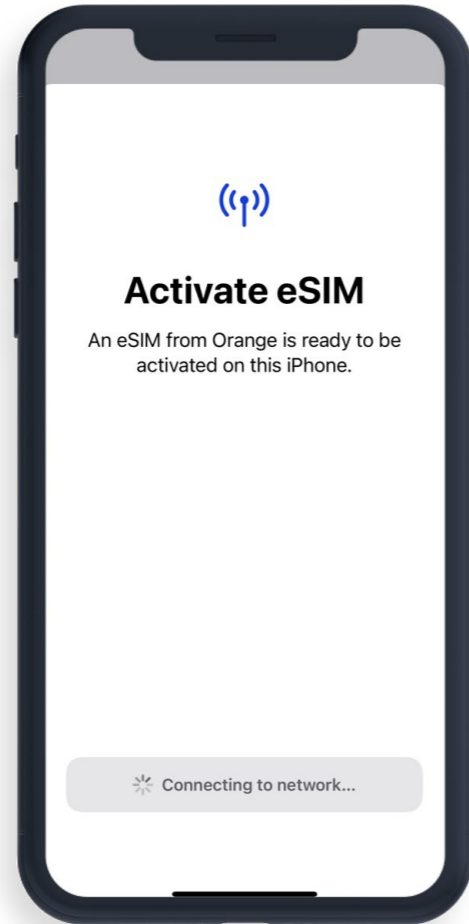 Activate eSIM
An eSIM from Orange is ready to be
activated on this iPhone.
Connecting to network...